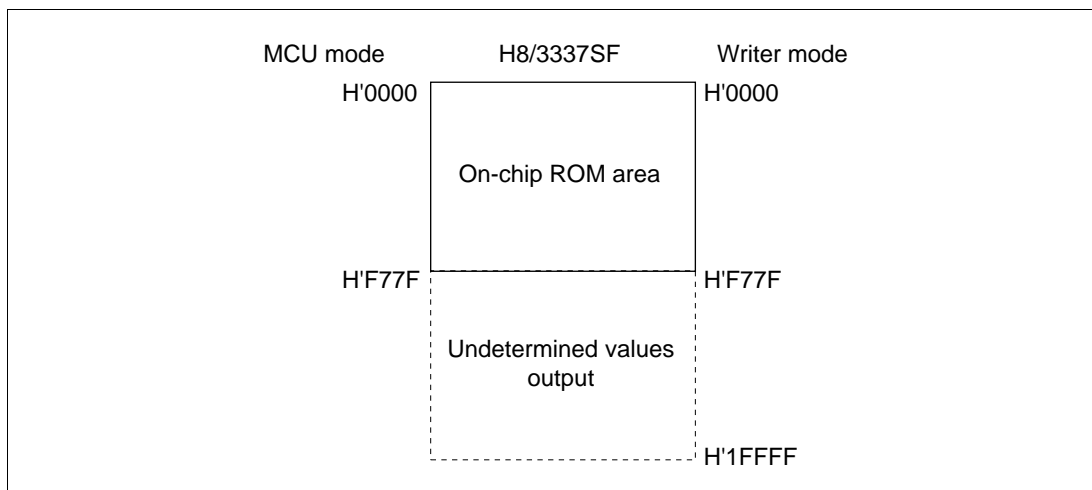 MCU mode H8/3337SF Writer mode
H'0000 H'0000
On-chip ROM area
H'F77F H'F77F
Undetermined values
output
H'1FFFF